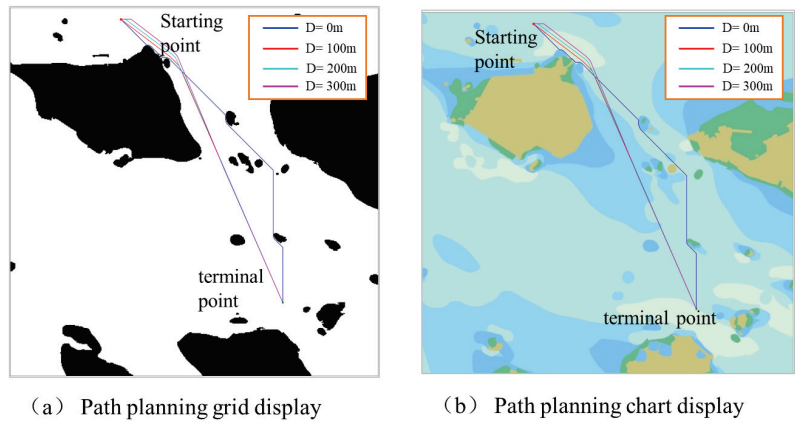 Starting
point
D= 0m
D= 100m
D= 200m
D= 300m
terminal
point
(a) Path planning grid display
Starting
point
D= 0m
D= 100m
D= 200m
D= 300m
terminal point
(b) Path planning chart display